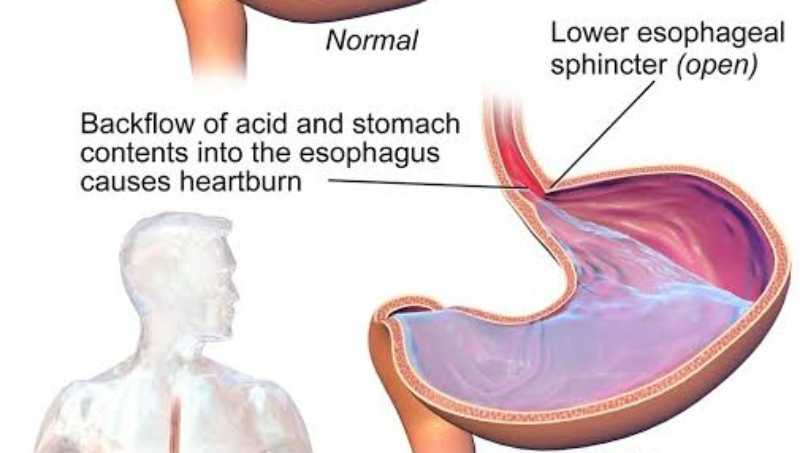 Normal
Lower esophageal
sphincter (open)
Backflow of acid and stomach
contents into the esophagus
causes heartburn